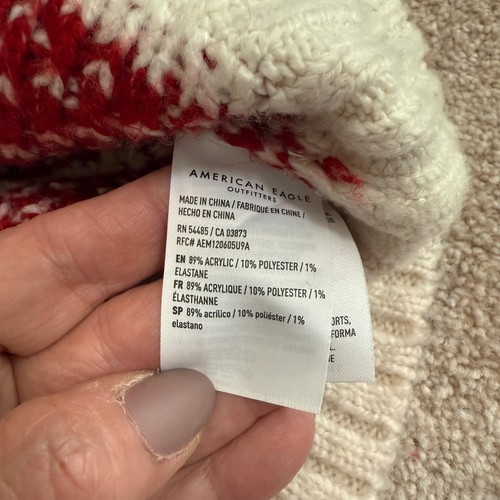 AMERICAN EAGLE
OUTFITTERS
MADE IN CHINA / FABRIQUÉ EN CHINE /
HECHO EN CHINA
RN 54485 / CA 03873
RFC# AEM120605U9A
EN 89% ACRYLIC / 10% POLYESTER / 1%
ELASTANE
FR 89% ACRYLIQUE / 10% POLYESTER / 1%
ÉLASTHANNE
SP 89% acrílico / 10% poliéster / 1%
elastano
ORTS,
FORMA